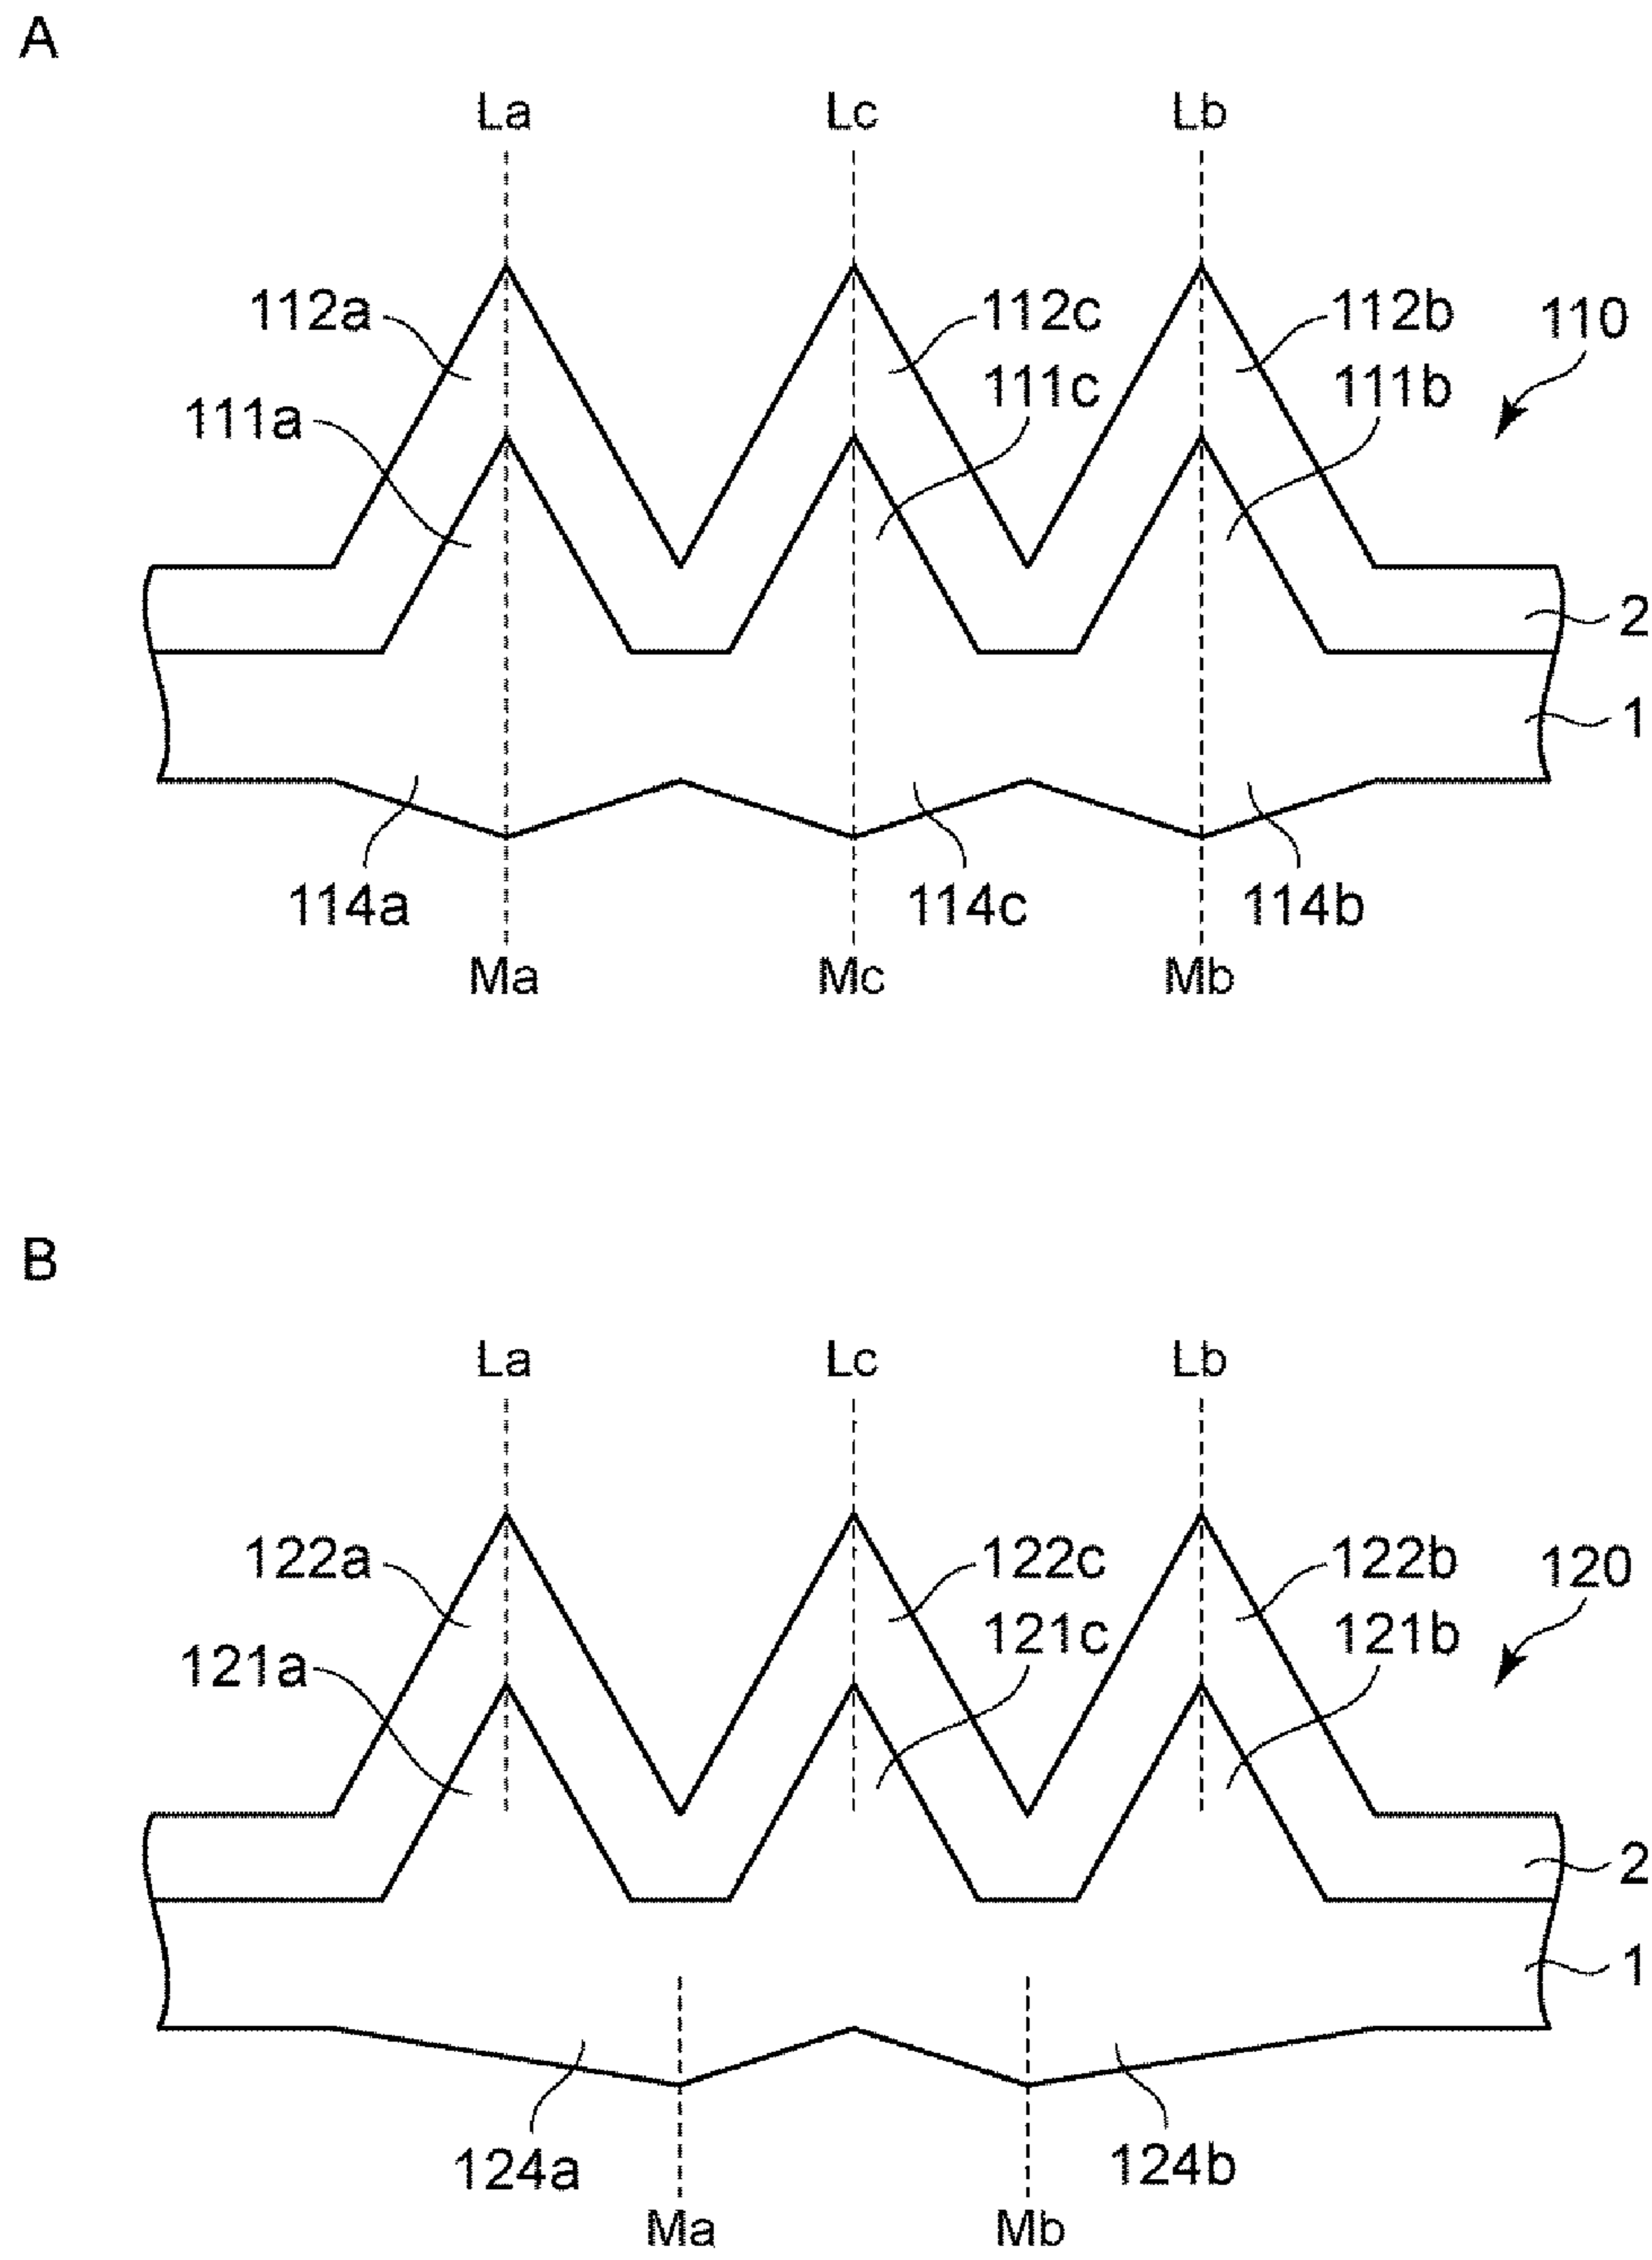 A
La Lc Lb
112a 112c 112b 110
111a 111c 111b
2
1
114a 114c 114b
Ma Mc Mb
B
La Lc Lb
122a 122c 122b 120
121a 121c 121b
2
1
124a 124b
Ma Mb